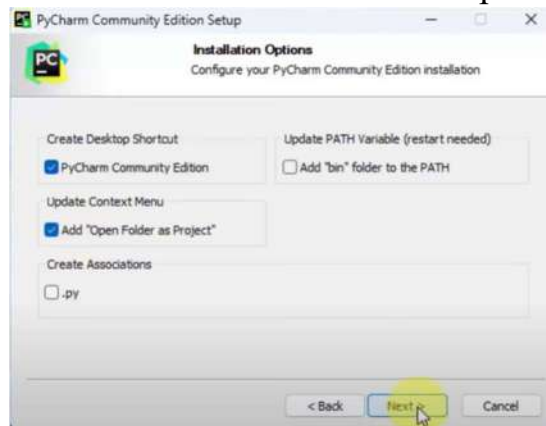 PyCharm Community Edition Setup
PC
Installation Options
Configure your PyCharm Community Edition installation
Create Desktop Shortcut
PyCharm Community Edition
Update PATH Variable (restart needed)
Add "bin" folder to the PATH
Update Context Menu
Add "Open Folder as Project"
Create Associations
.py
< Back
Next >
Cancel